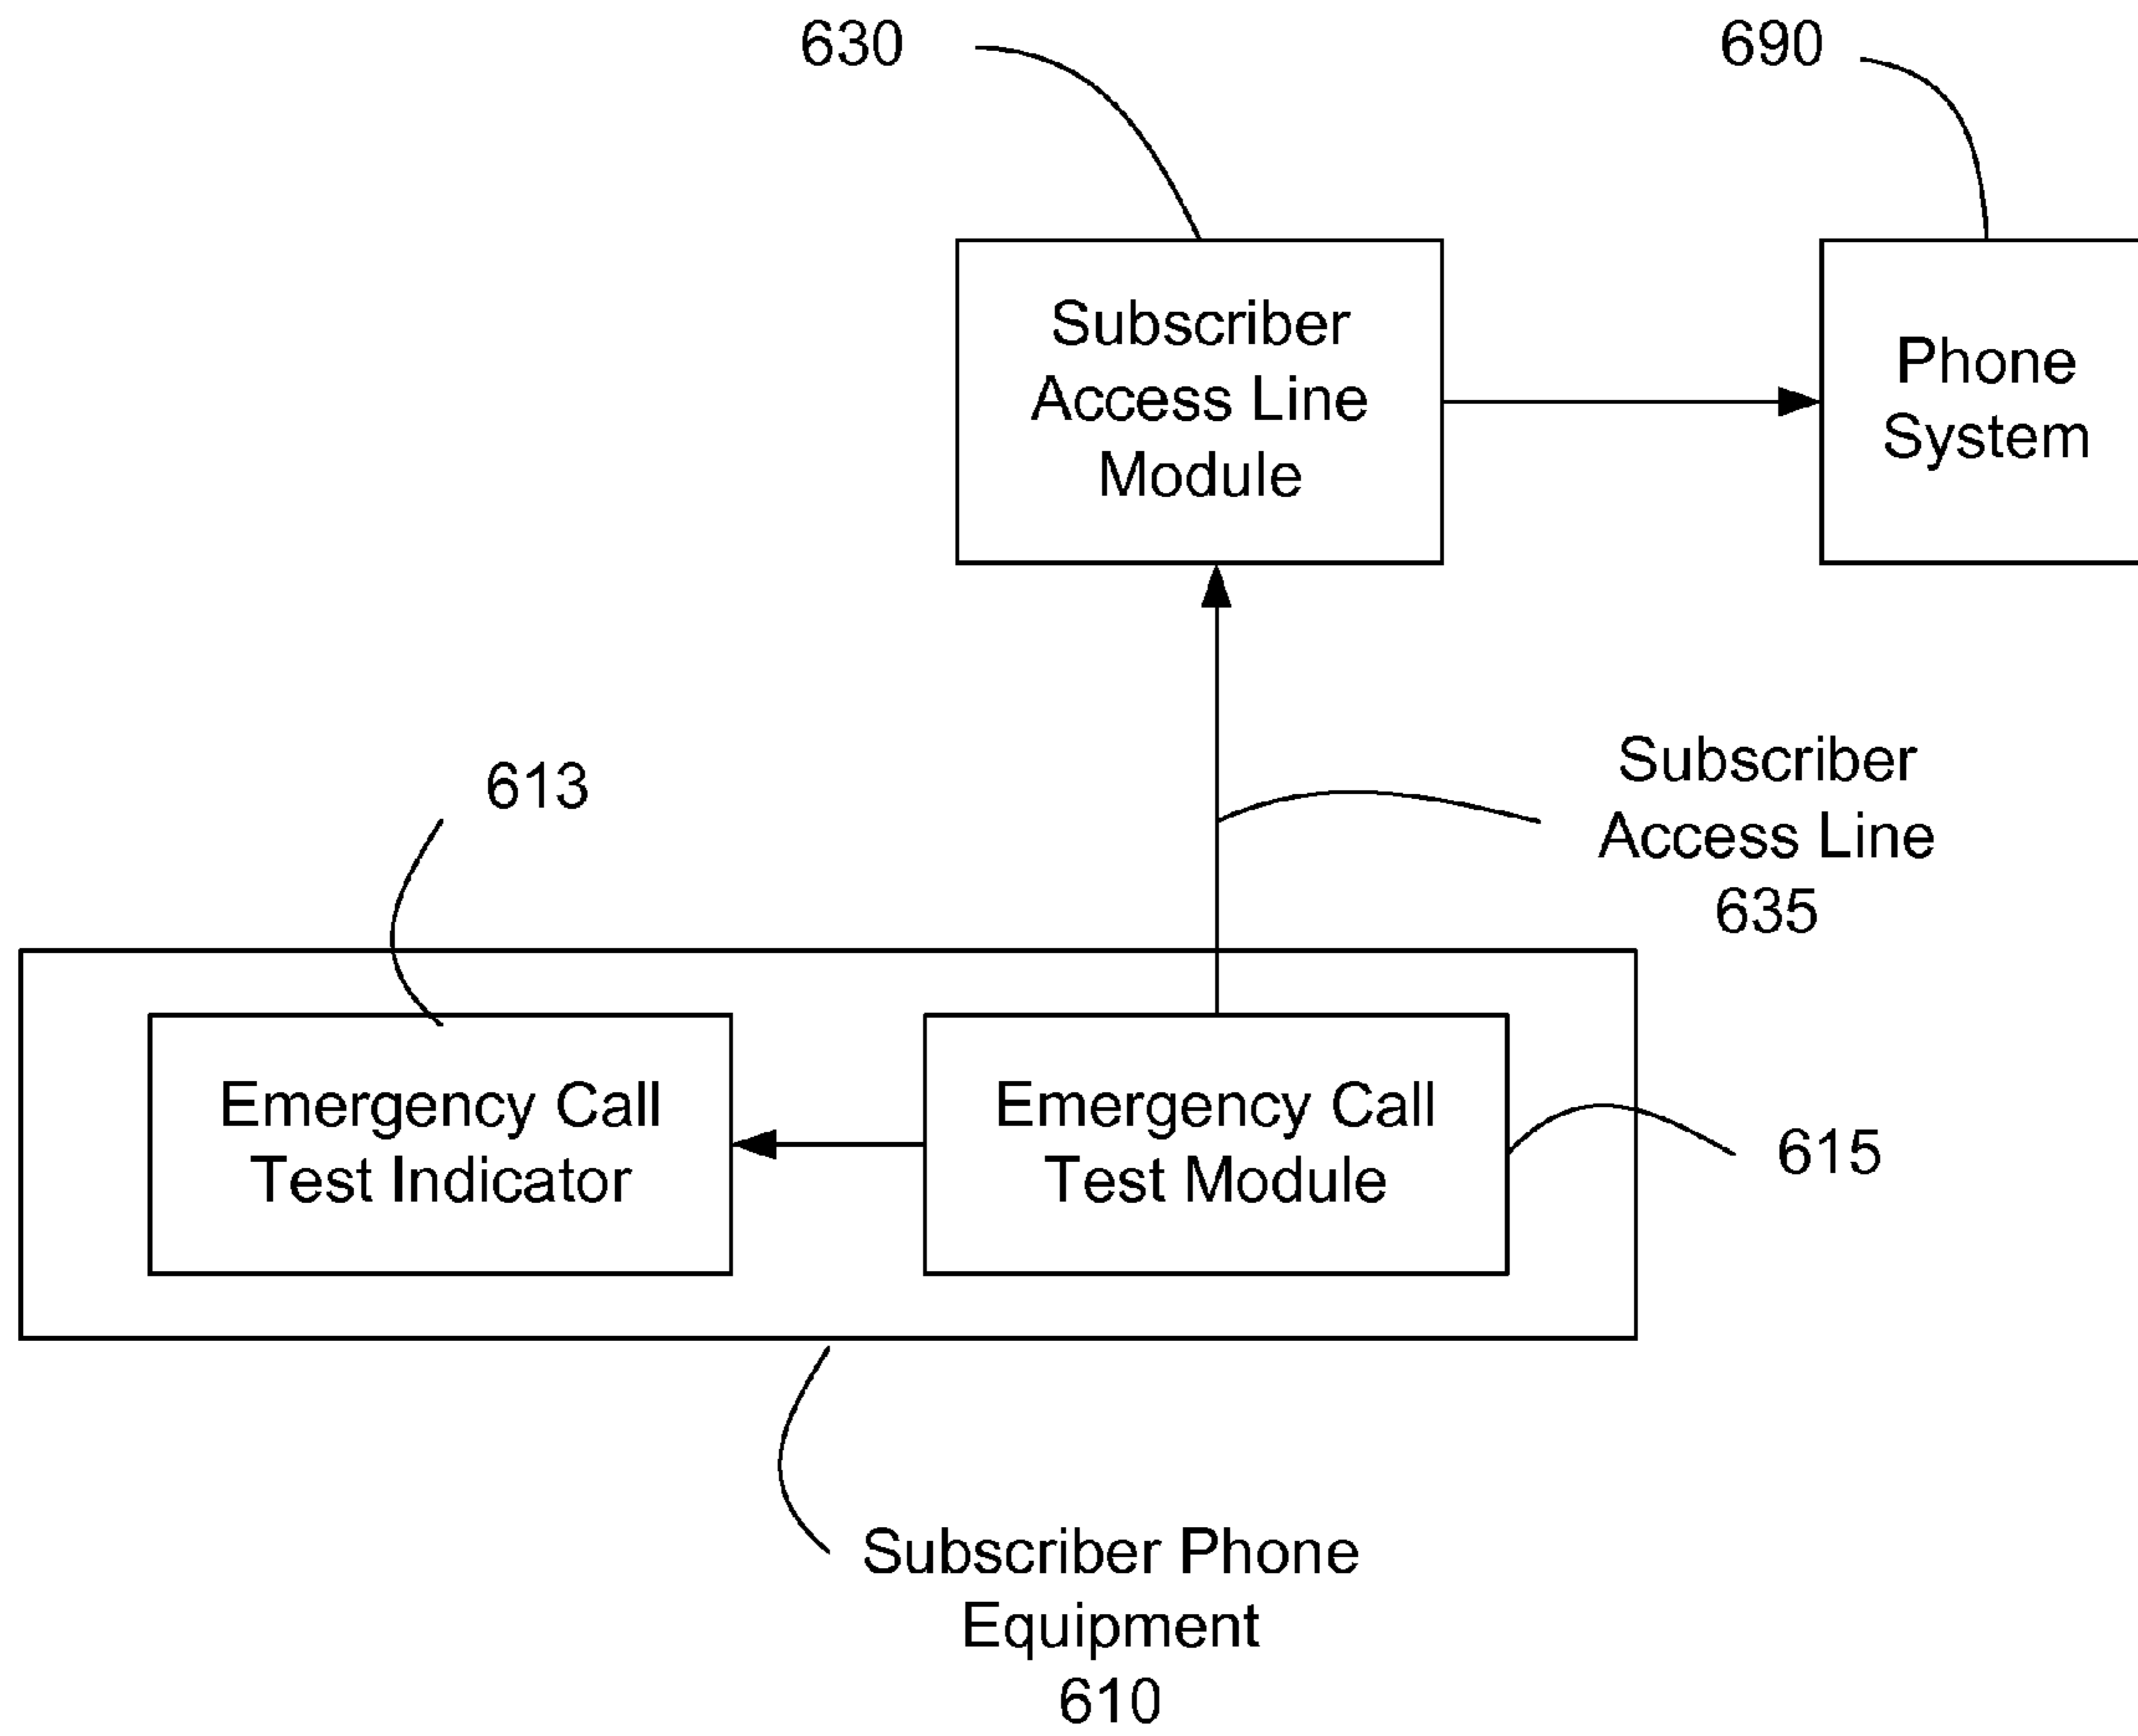 630
690
Subscriber
Access Line
Module
Phone
System
613
Subscriber
Access Line
635
Emergency Call
Test Indicator
Emergency Call
Test Module
615
Subscriber Phone
Equipment
610